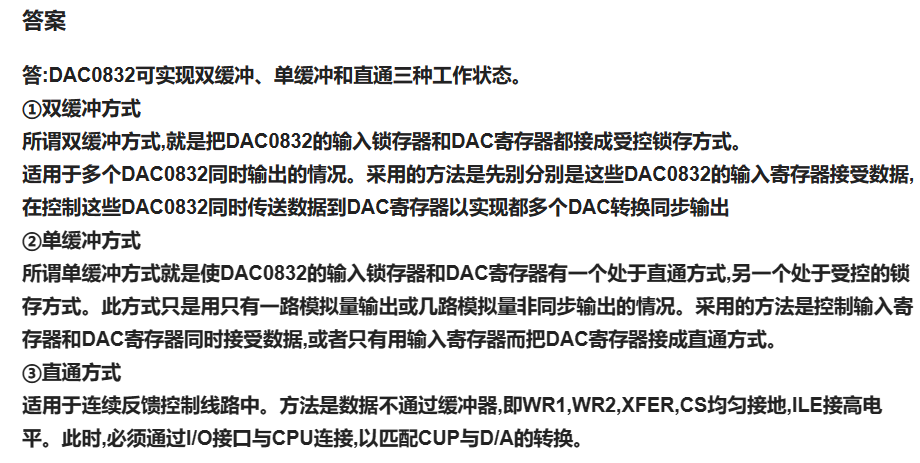 答案
答:DAC0832可实现双缓冲、单缓冲和直通三种工作状态。
①双缓冲方式
所谓双缓冲方式,就是把DAC0832的输入锁存器和DAC寄存器都接成受控锁存方式。
适用于多个DAC0832同时输出的情况。采用的方法是先别分别是这些DAC0832的输入寄存器接受数据,
在控制这些DAC0832同时传送数据到DAC寄存器以实现都多个DAC转换同步输出
②单缓冲方式
所谓单缓冲方式就是使DAC0832的输入锁存器和DAC寄存器有一个处于直通方式,另一个处于受控的锁
存方式。此方式只是用只有一路模拟量输出或几路模拟量非同步输出的情况。采用的方法是控制输入寄
存器和DAC寄存器同时接受数据,或者只有用输入寄存器而把DAC寄存器接成直通方式。
③直通方式
适用于连续反馈控制线路中。方法是数据不通过缓冲器,即WR1,WR2,XFER,CS均匀接地,ILE接高电
平。此时,必须通过I/O接口与CPU连接,以匹配CUP与D/A的转换。